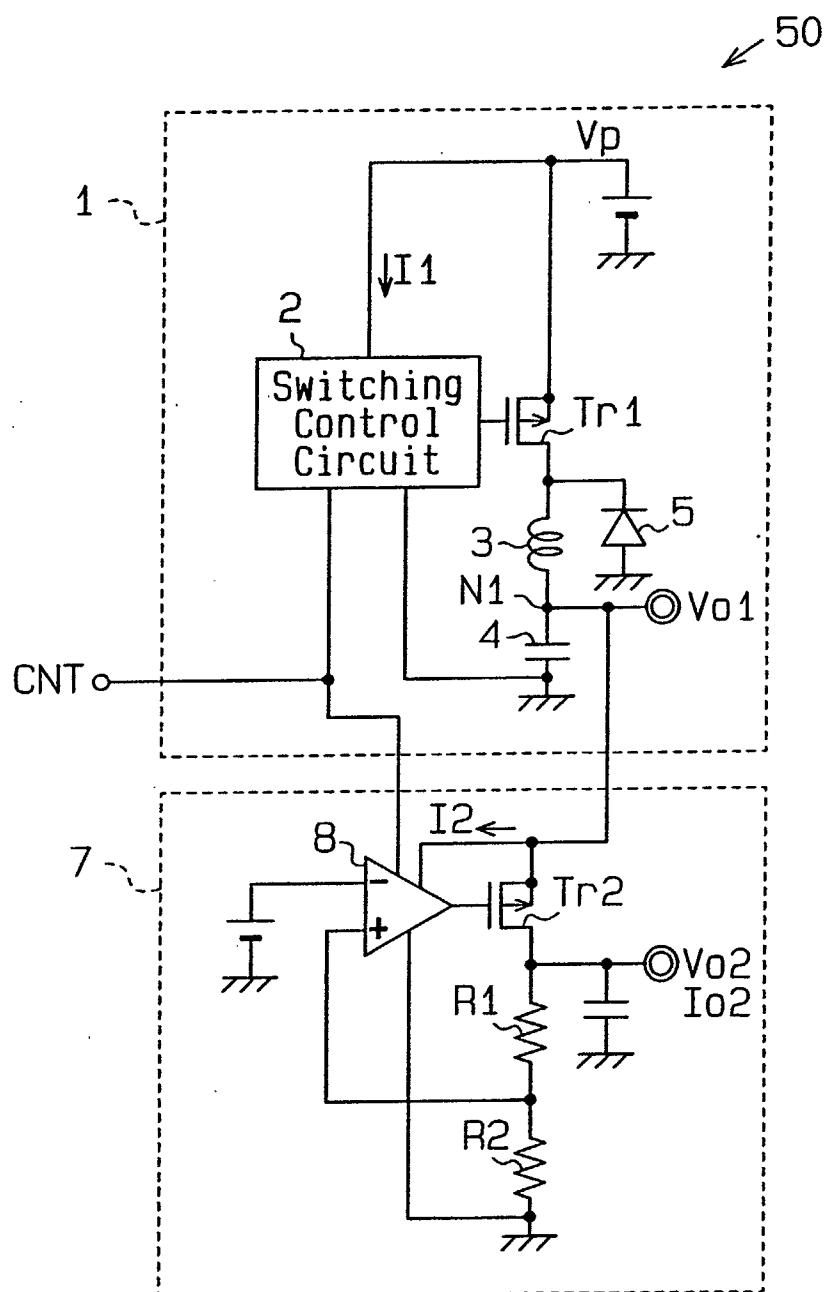 50
Vp
1
I1
2
Switching
Control
Circuit
Tr1
3
5
N1
Vo1
4
CNT
I2
8
7
Tr2
-
+
Vo2
Io2
R1
R2